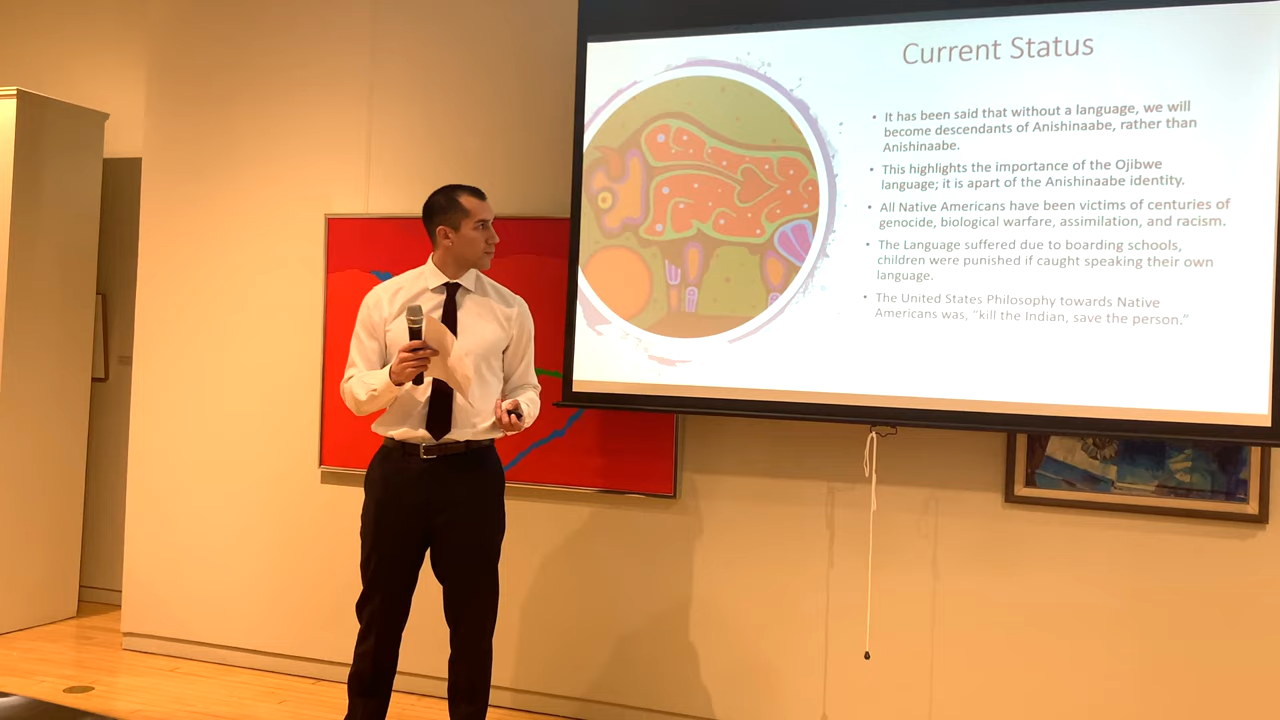 Current Status
• It has been said that without a language, we will
become descendants of Anishinaabe, rather than
Anishinaabe.
• This highlights the importance of the Ojibwe
language; it is apart of the Anishinaabe identity.
• All Native Americans have been victims of centuries of
genocide, biological warfare, assimilation, and racism.
• The Language suffered due to boarding schools,
children were punished if caught speaking their own
language.
• The United States Philosophy towards Native
Americans was, "kill the Indian, save the person."